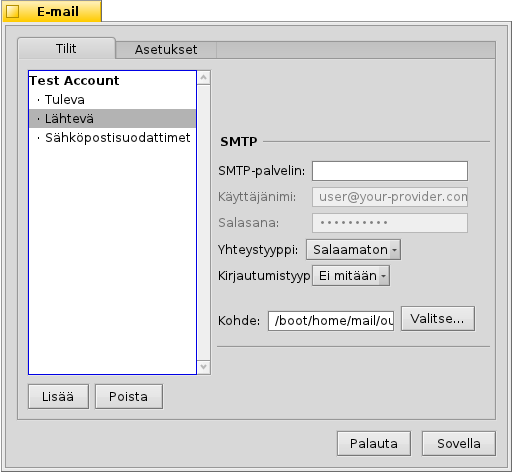 E-mail
Tilit
Asetukset
Test Account
· Tuleva
· Lähtevä
· Sähköpostisuodattimet
SMTP
SMTP-palvelin:
Käyttäjänimi: user@your-provider.com
Salasana: ••••••••••
Yhteystyyppi: Salaamaton
Kirjautumistyyp Ei mitään
Kohde: /boot/home/mail/ou Valitse...
Lisää
Poista
Palauta
Sovella